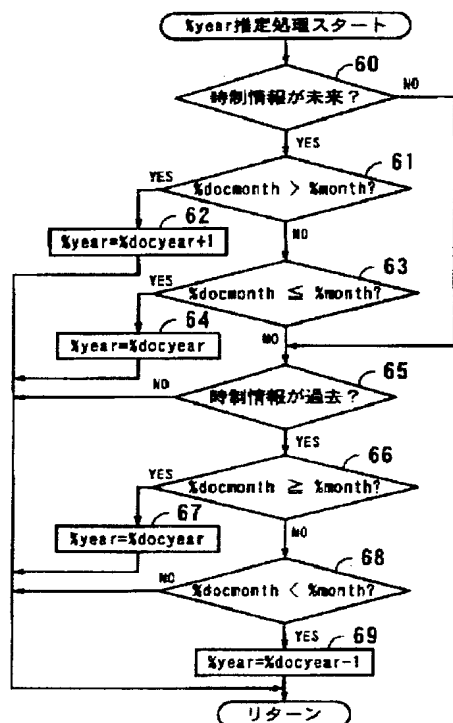 %year推定処理スタート
60
時制情報が未来？
NO
YES
61
%docmonth > %month?
YES
62
%year=%docyear+1
NO
63
%docmonth ≦ %month?
YES
64
%year=%docyear
NO
65
時制情報が過去？
NO
YES
66
%docmonth ≧ %month?
YES
67
%year=%docyear
NO
68
%docmonth < %month?
NO
YES
69
%year=%docyear-1
リターン